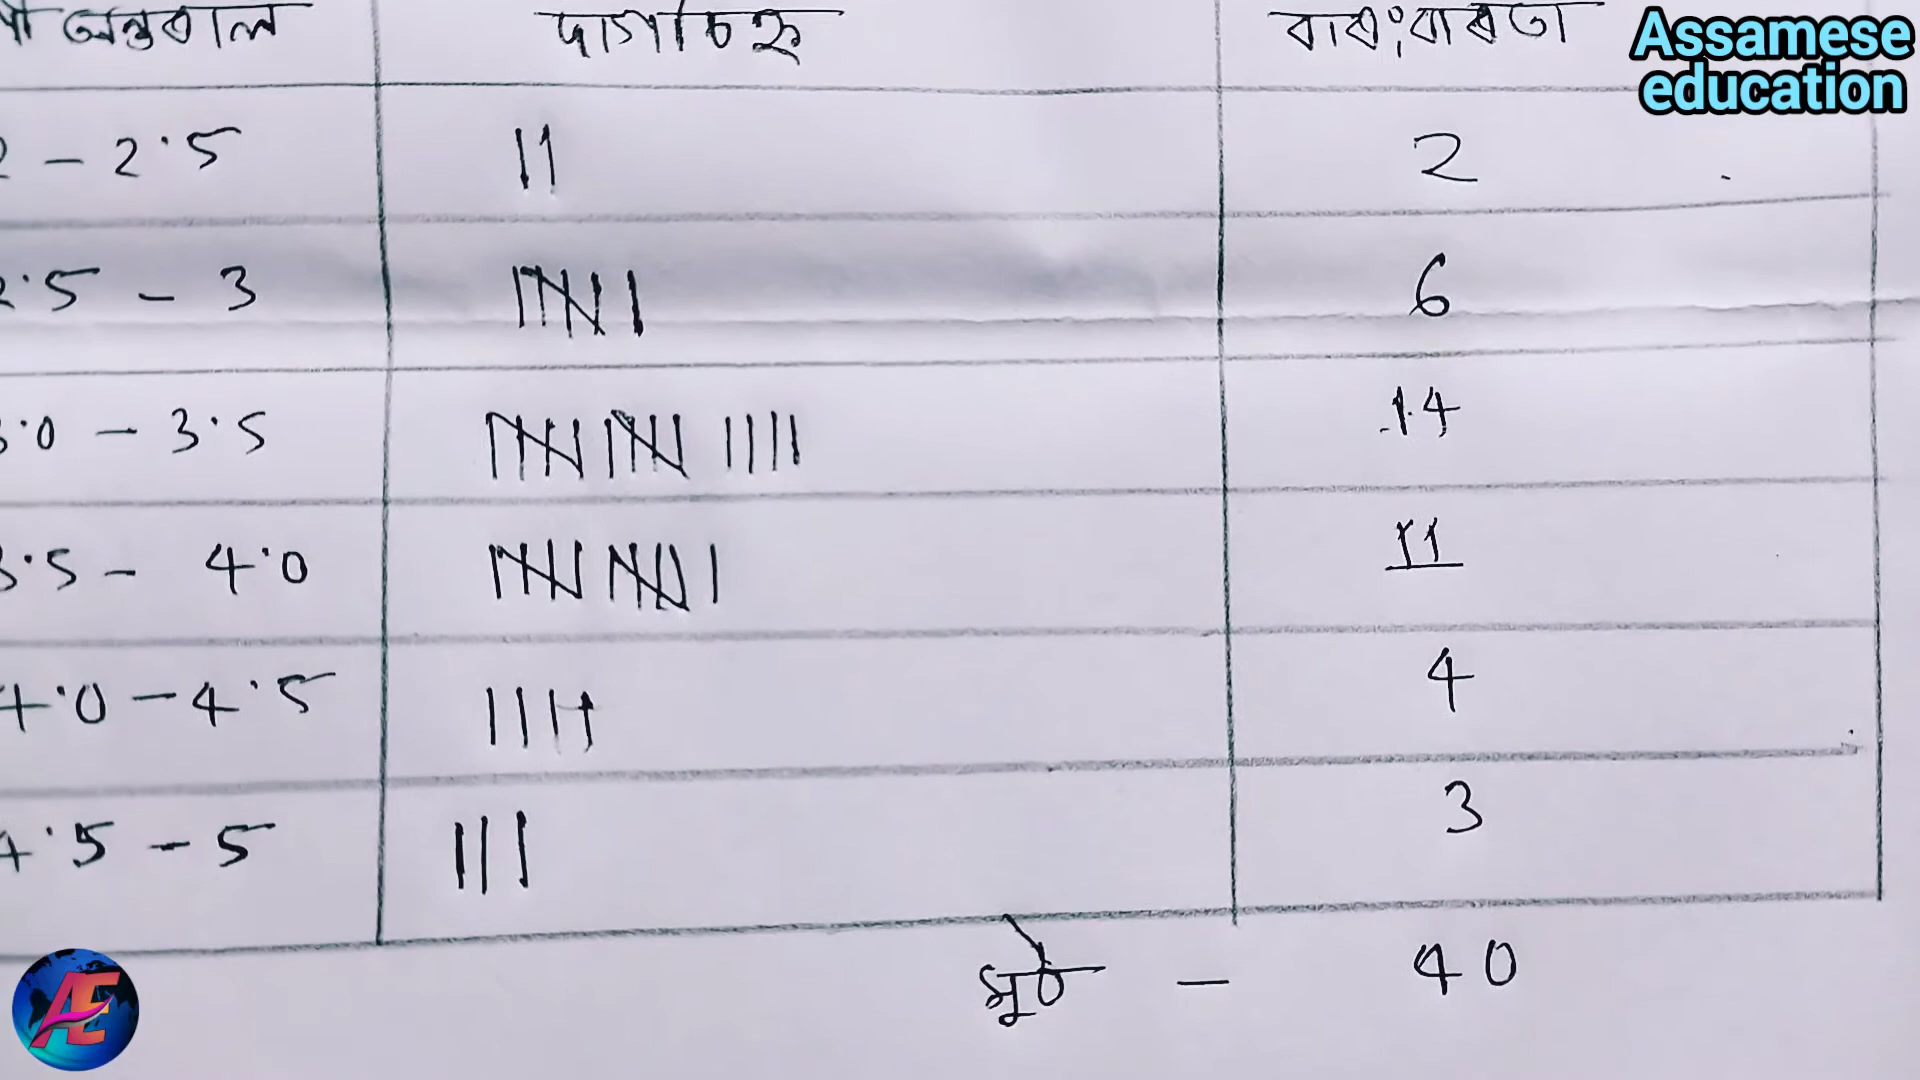 অন্তৰাল দাগচিহ্ন বাৰংবাৰতা
Assamese
education
2 - 2.5 || 2
2.5 - 3 |||| | 6
3.0 - 3.5 |||| |||| |||| 14
3.5 - 4.0 |||| |||| | 11
4.0 - 4.5 |||| 4
4.5 - 5 ||| 3
মুঠ - 40
AE